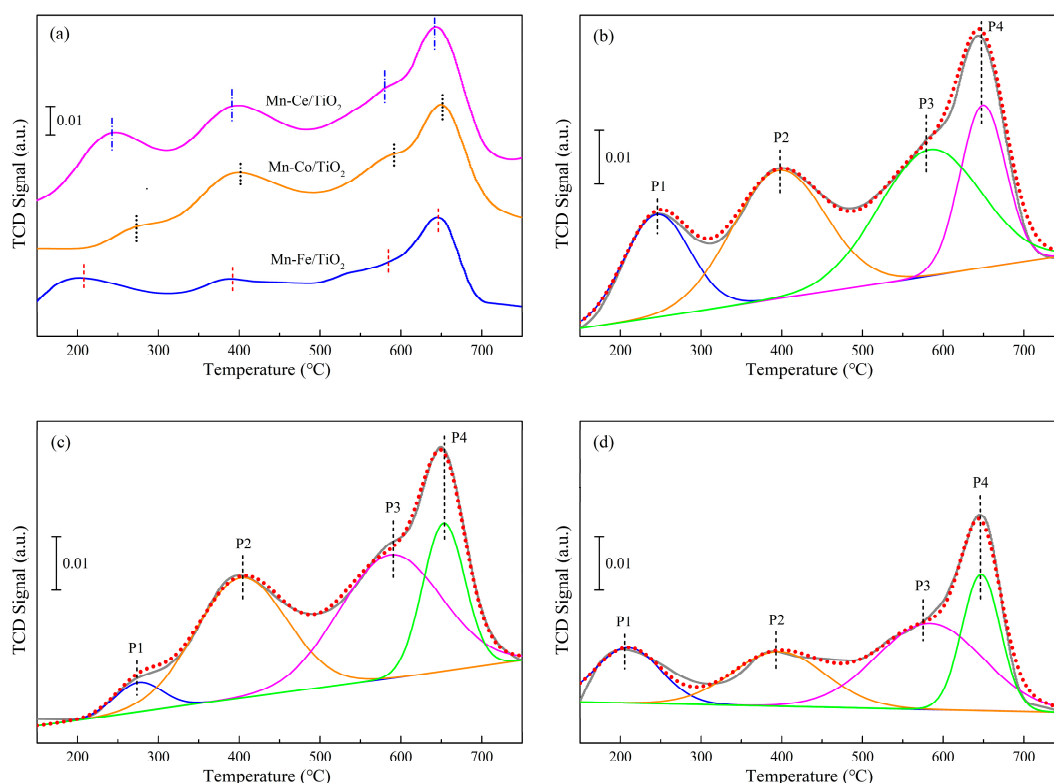 (a)
Mn-Ce/TiO2
0.01
Mn-Co/TiO2
Mn-Fe/TiO2
TCD Signal (a.u.)
200 300 400 500 600 700
Temperature (℃)
(b)
P4
P3
P2
0.01
P1
TCD Signal (a.u.)
200 300 400 500 600 700
Temperature (℃)
(c)
P4
P3
P2
0.01
P1
TCD Signal (a.u.)
200 300 400 500 600 700
Temperature (℃)
(d)
P4
0.01
P3
P1
P2
TCD Signal (a.u.)
200 300 400 500 600 700
Temperature (℃)